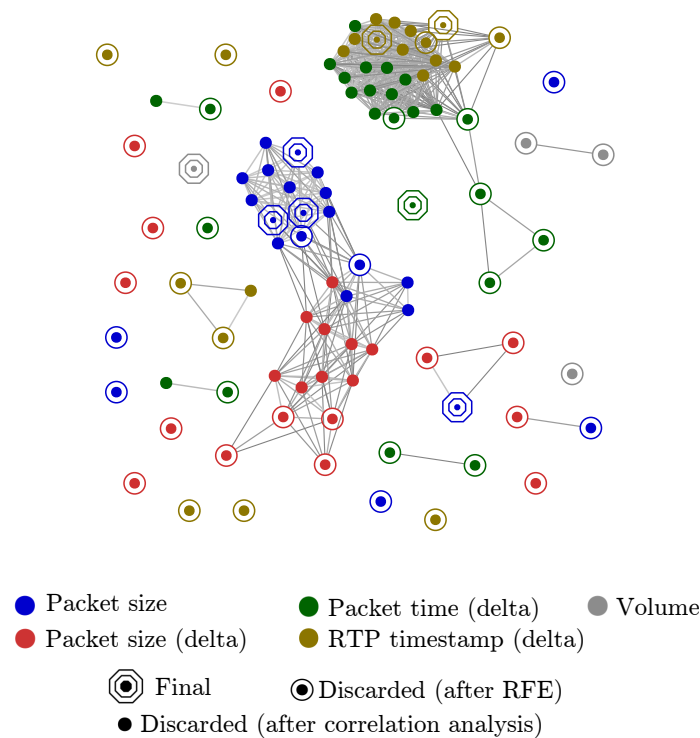 Packet size
Packet time (delta)
Volume
Packet size (delta)
RTP timestamp (delta)
Final
Discarded (after RFE)
Discarded (after correlation analysis)